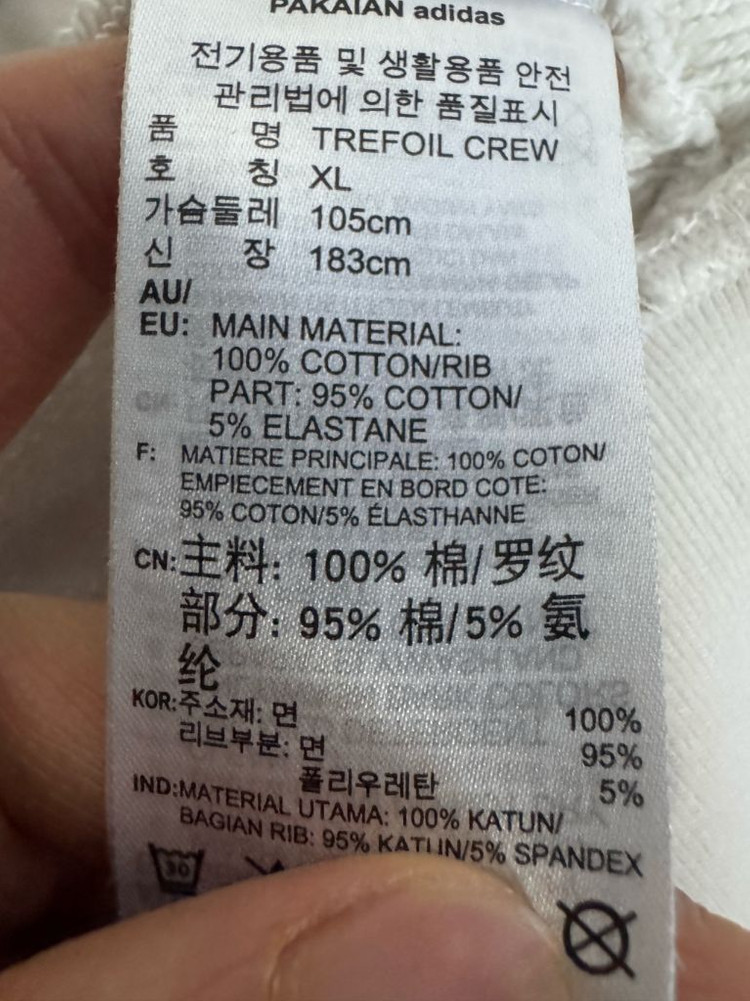 PAKAIAN adidas
전기용품 및 생활용품 안전
관리법에 의한 품질표시
품 명 TREFOIL CREW
호 칭 XL
가슴둘레 105cm
신 장 183cm
AU/
EU: MAIN MATERIAL:
100% COTTON/RIB
PART: 95% COTTON/
5% ELASTANE
F: MATIERE PRINCIPALE: 100% COTON/
EMPIECEMENT EN BORD COTE:
95% COTON/5% ÉLASTHANNE
CN:主料: 100% 棉/罗纹
部分: 95% 棉/5% 氨
纶
KOR:주소재: 면 100%
리브부분: 면 95%
폴리우레탄 5%
IND:MATERIAL UTAMA: 100% KATUN/
BAGIAN RIB: 95% KATUN/5% SPANDEX
30